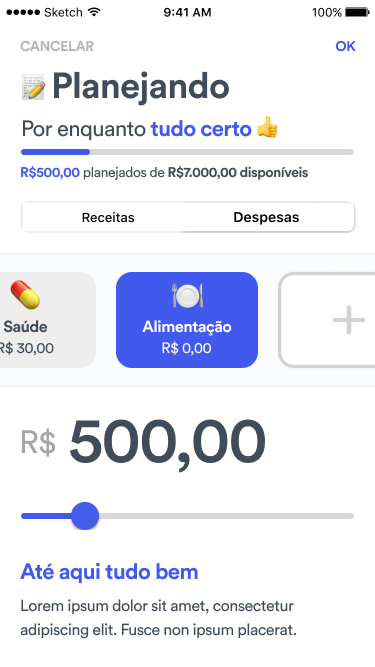 Sketch 9:41 AM 100%
CANCELAR OK
Planejando
Por enquanto tudo certo
R$500,00 planejados de R$7.000,00 disponíveis
Receitas Despesas
Saúde
R$ 30,00
Alimentação
R$ 0,00
R$ 500,00
Até aqui tudo bem
Lorem ipsum dolor sit amet, consectetur
adipiscing elit. Fusce non ipsum placerat.